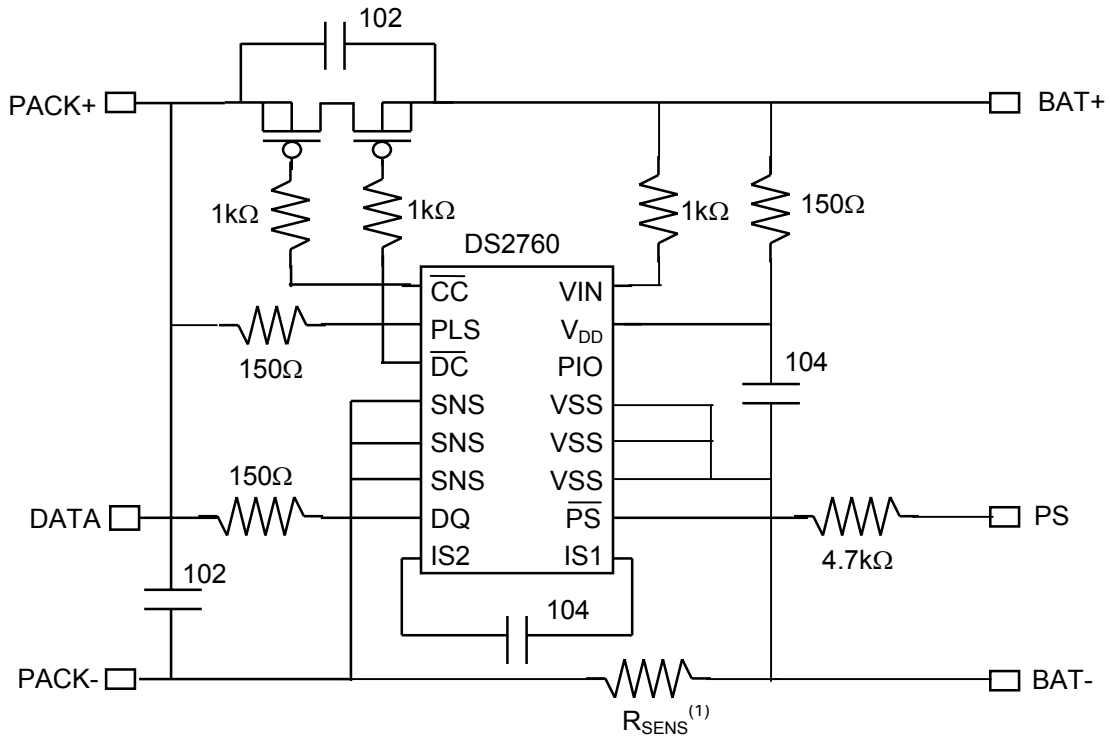 102
PACK+
BAT+
1kΩ
1kΩ
1kΩ
150Ω
DS2760
CC
VIN
PLS
VDD
150Ω
DC
PIO
104
SNS
VSS
SNS
VSS
150Ω
SNS
VSS
DATA
DQ
PS
PS
4.7kΩ
IS2
IS1
102
104
PACK-
BAT-
RSENS(1)